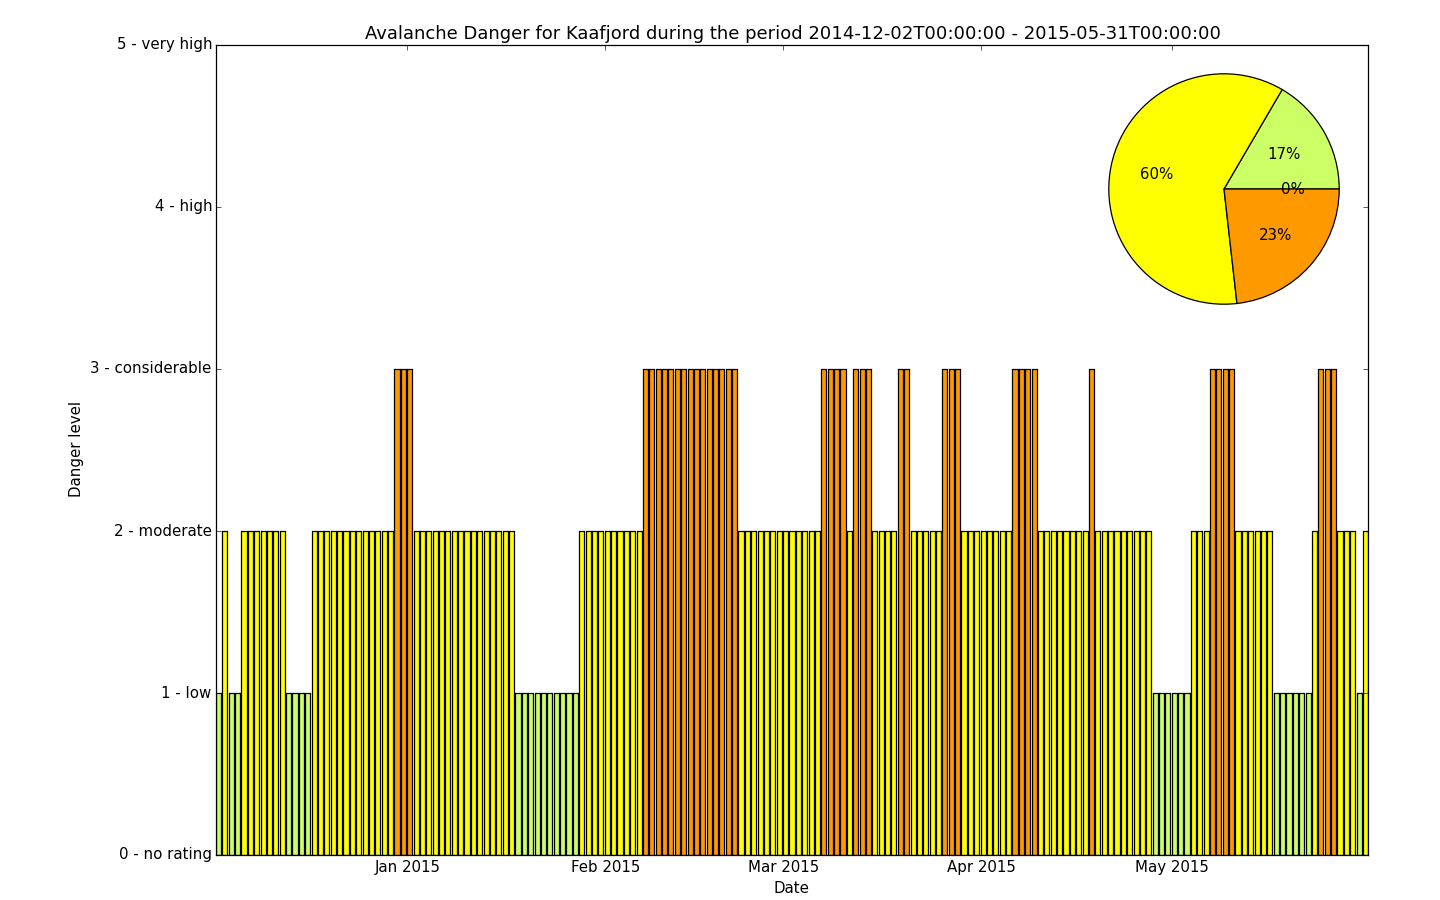 Avalanche Danger for Kaafjord during the period 2014-12-02T00:00:00 - 2015-05-31T00:00:00
5 - very high
4 - high
3 - considerable
2 - moderate
1 - low
0 - no rating
Danger level
60%
17%
0%
23%
Jan 2015
Feb 2015
Mar 2015
Apr 2015
May 2015
Date